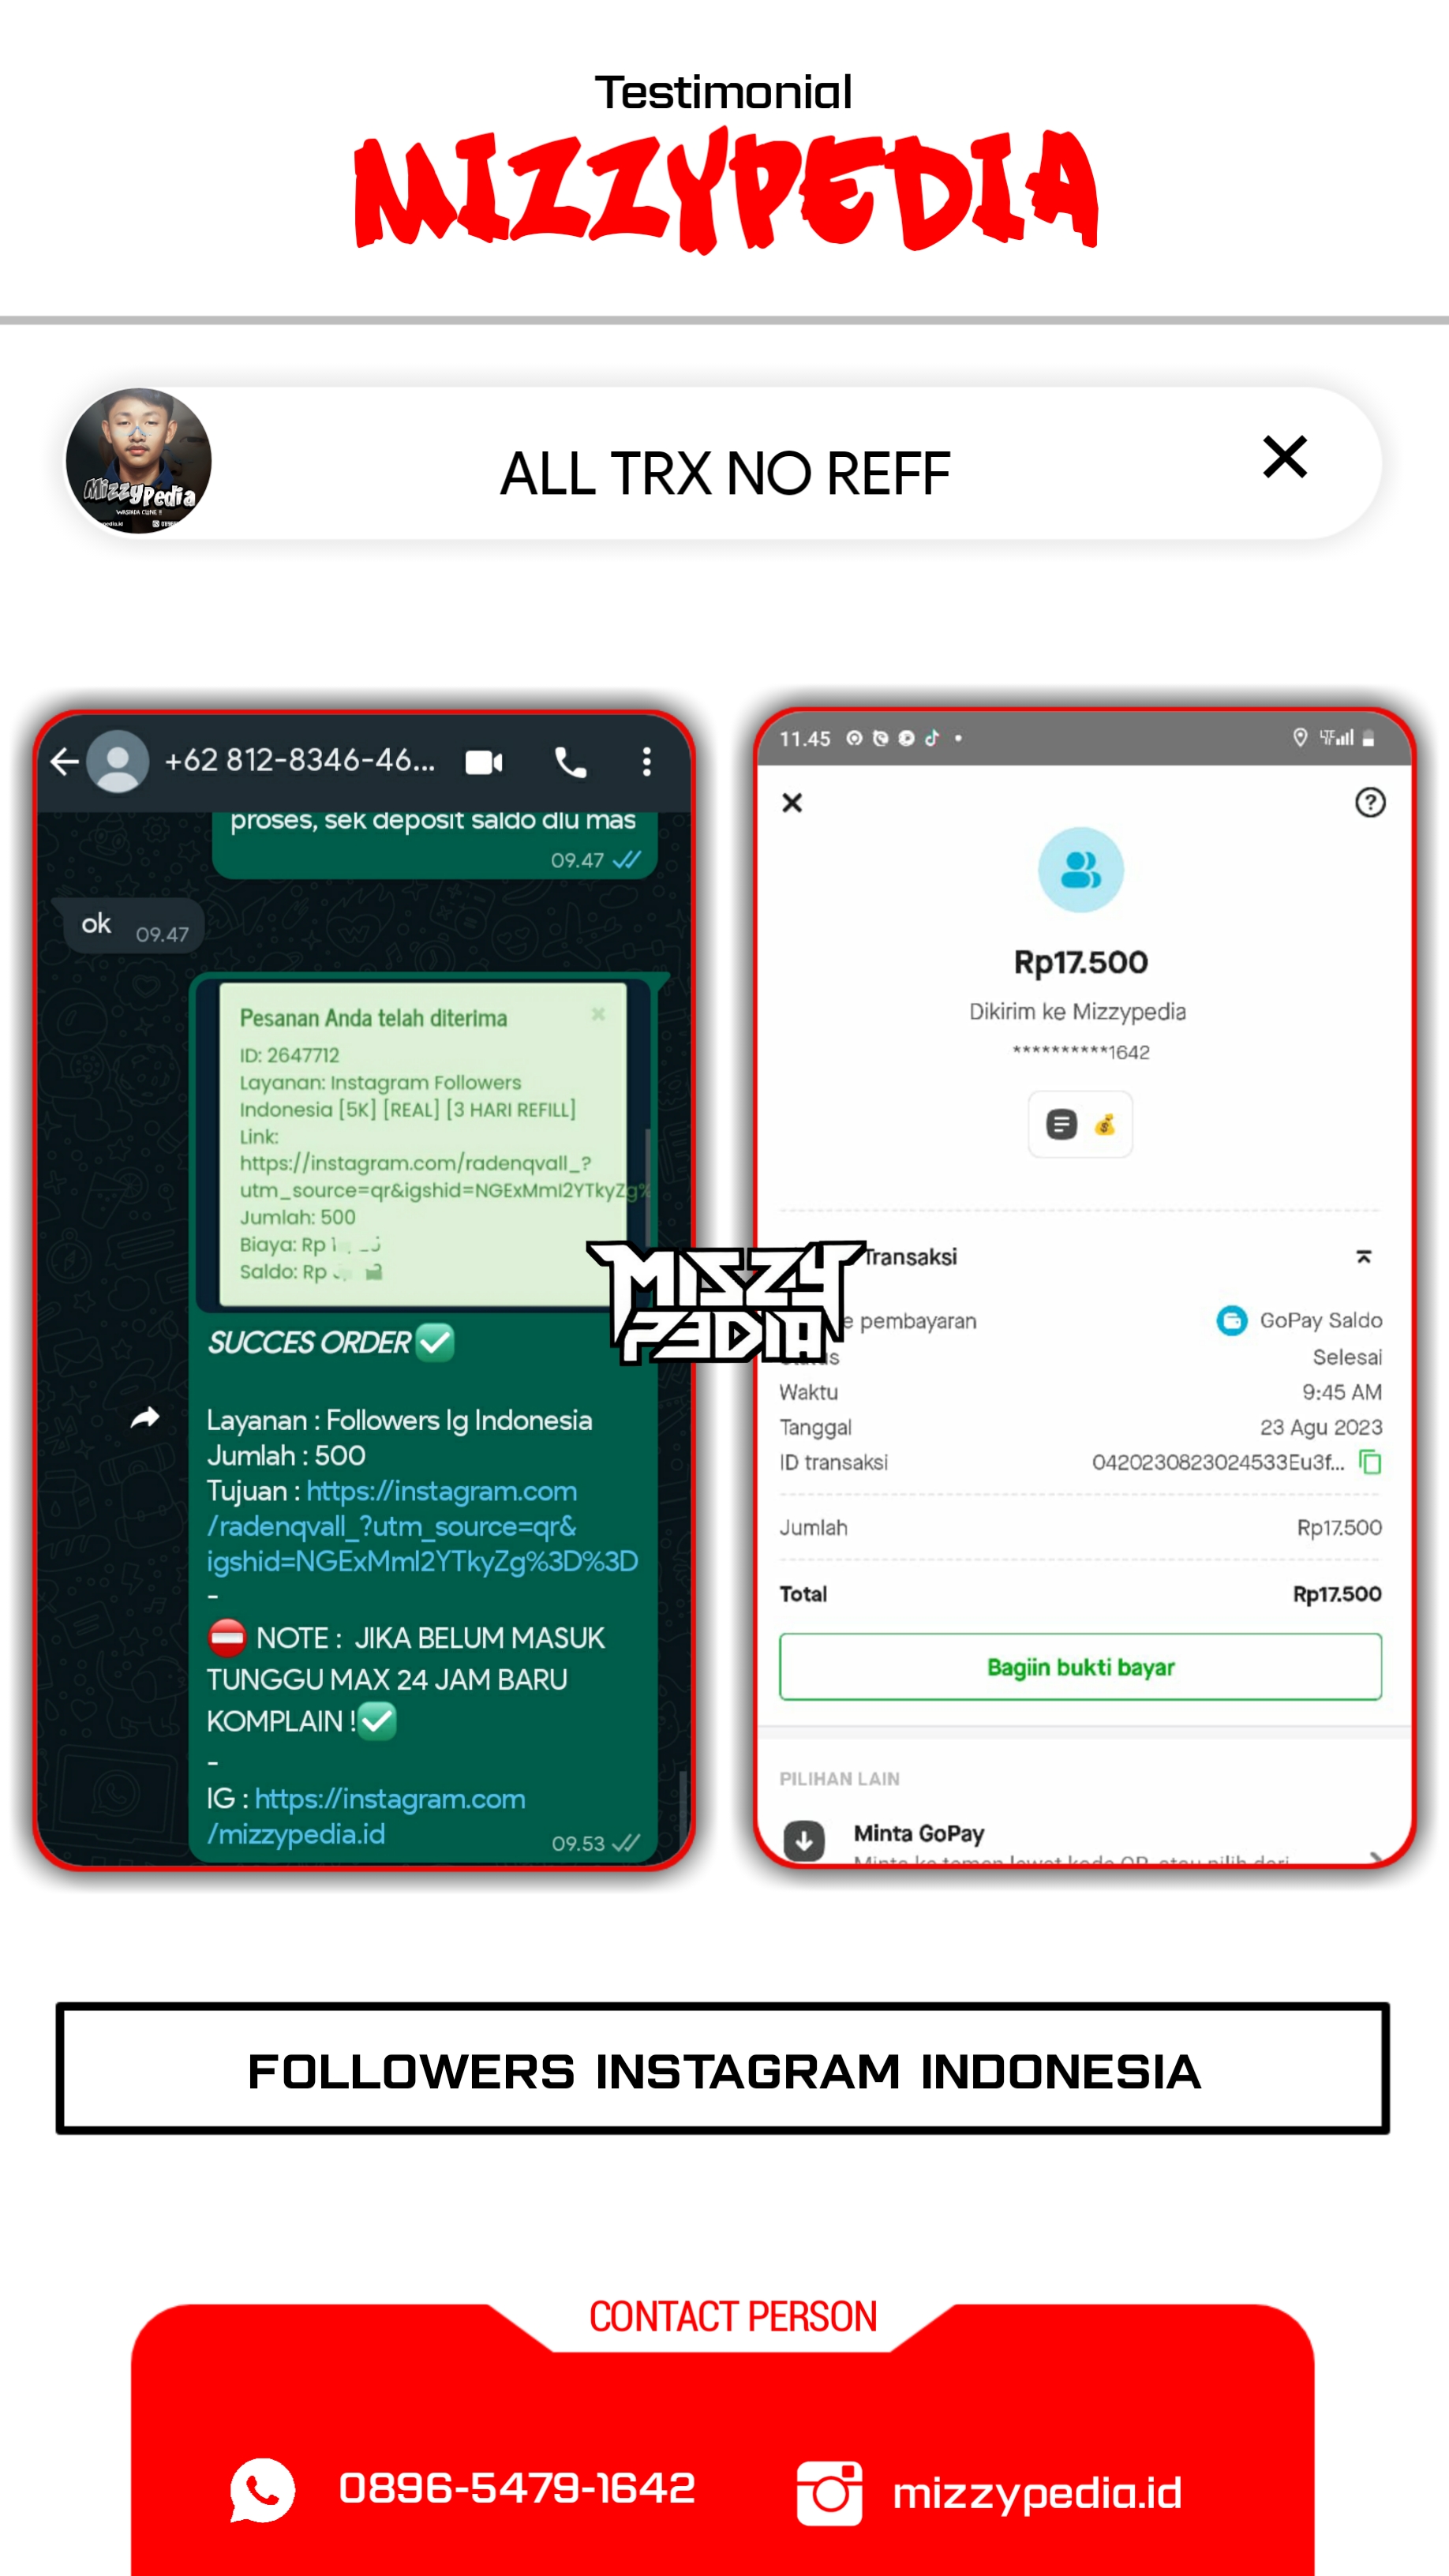 Testimonial
MIZZYPEDIA
MizzyPedia
ALL TRX NO REFF
+62 812-8346-46...
proses, sek deposit saldo dlu mas
09.47
ok 09.47
Pesanan Anda telah diterima
ID: 2647712
Layanan: Instagram Followers
Indonesia [5K] [REAL] [3 HARI REFILL]
Link:
https://instagram.com/radenqvall_?
utm_source=qr&igshid=NGExMmI2YTkyZg%
Jumlah: 500
Biaya: Rp
Saldo: Rp
SUCCES ORDER
Layanan : Followers Ig Indonesia
Jumlah : 500
Tujuan : https://instagram.com
/radenqvall_?utm_source=qr&
igshid=NGExMmI2YTkyZg%3D%3D
-
NOTE : JIKA BELUM MASUK
TUNGGU MAX 24 JAM BARU
KOMPLAIN !
-
IG : https://instagram.com
/mizzypedia.id
09.53
MIZZY
P3DIA
11.45
Rp17.500
Dikirim ke Mizzypedia
**********1642
Transaksi
pembayaran GoPay Saldo
Selesai
Waktu 9:45 AM
Tanggal 23 Agu 2023
ID transaksi 0420230823024533Eu3f...
Jumlah Rp17.500
Total Rp17.500
Bagiin bukti bayar
PILIHAN LAIN
Minta GoPay
FOLLOWERS INSTAGRAM INDONESIA
CONTACT PERSON
0896-5479-1642
mizzypedia.id